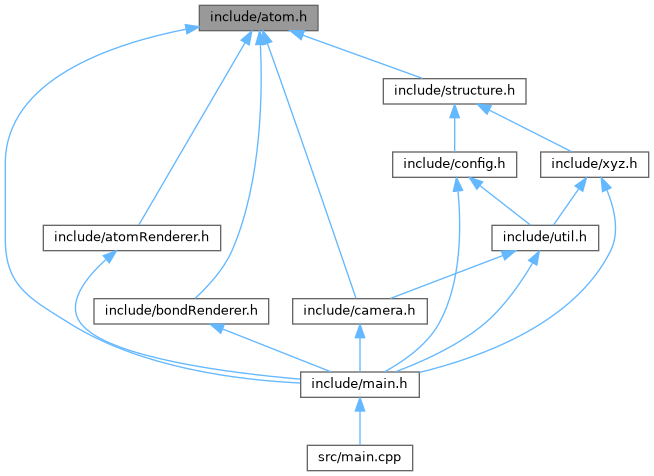 include/atom.h
include/structure.h
include/config.h
include/xyz.h
include/atomRenderer.h
include/util.h
include/bondRenderer.h
include/camera.h
include/main.h
src/main.cpp